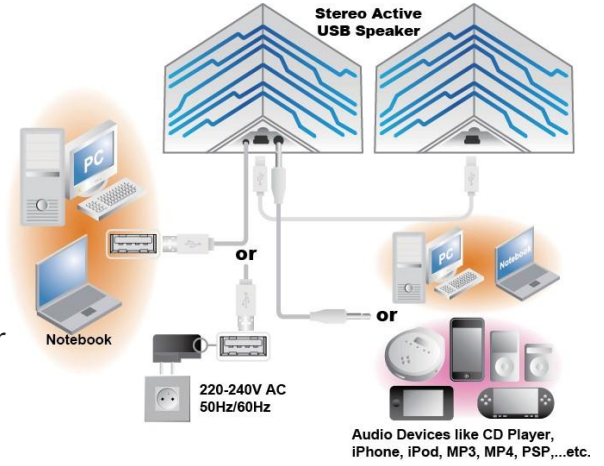 Stereo Active
USB Speaker
PC
Notebook
or
220-240V AC
50Hz/60Hz
PC
Notebook
or
Audio Devices like CD Player,
iPhone, iPod, MP3, MP4, PSP,...etc.